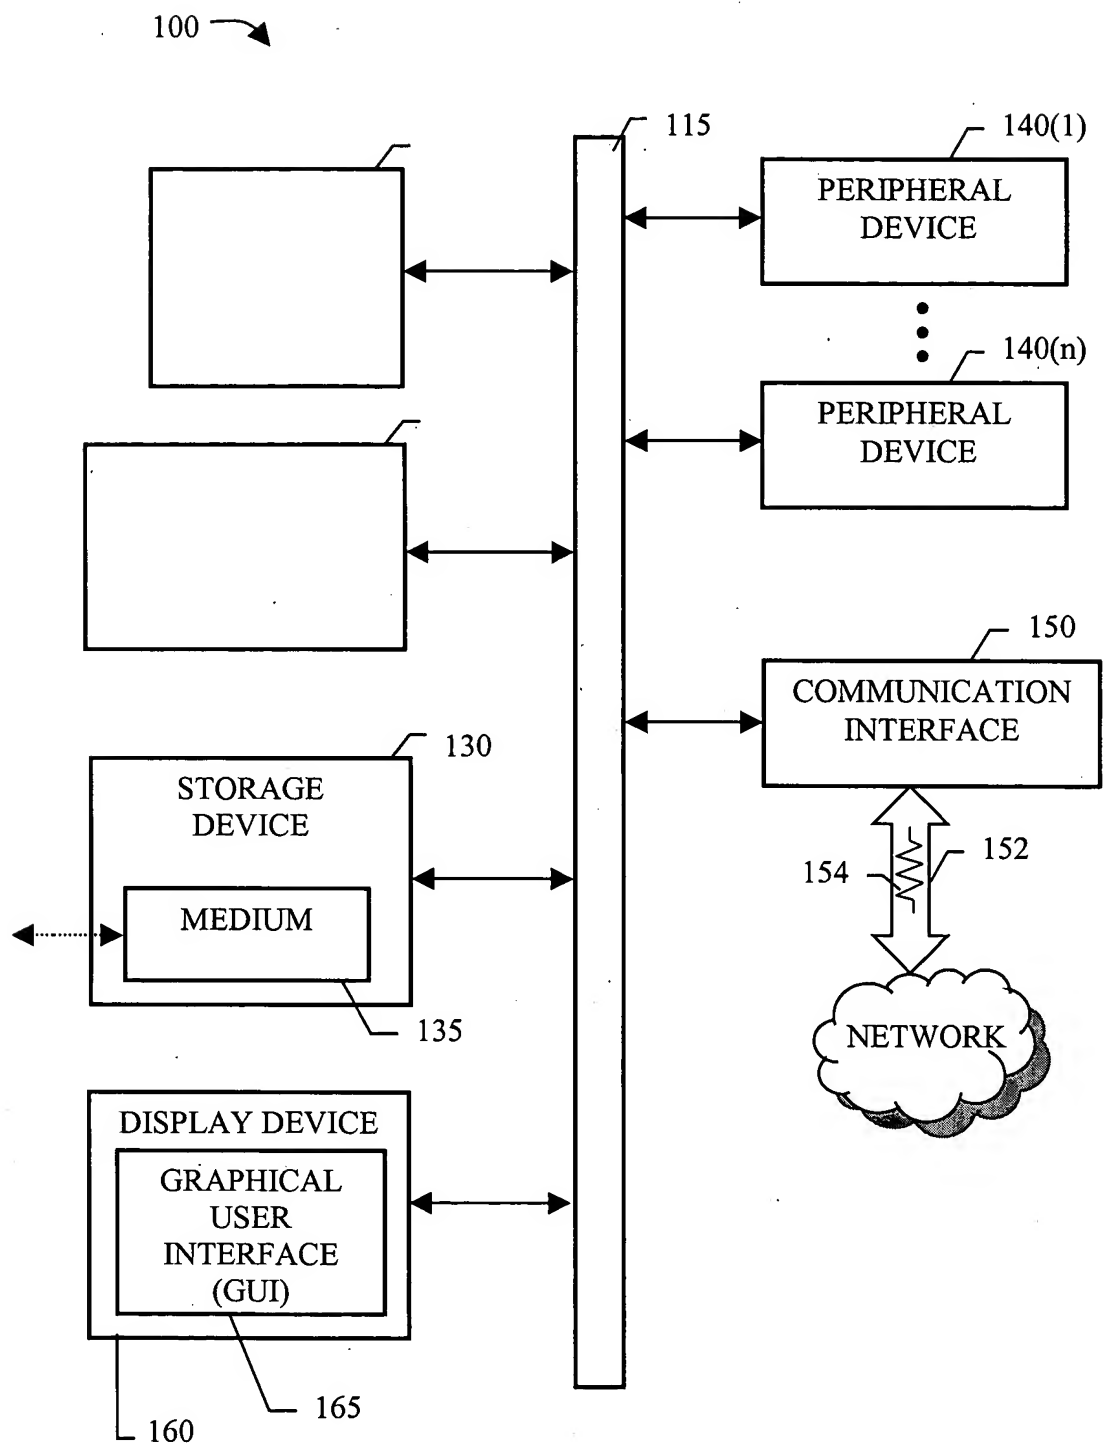 100
115
140(1)
PERIPHERAL
DEVICE
140(n)
PERIPHERAL
DEVICE
150
COMMUNICATION
INTERFACE
130
STORAGE
DEVICE
MEDIUM
135
154
152
NETWORK
DISPLAY DEVICE
GRAPHICAL
USER
INTERFACE
(GUI)
165
160